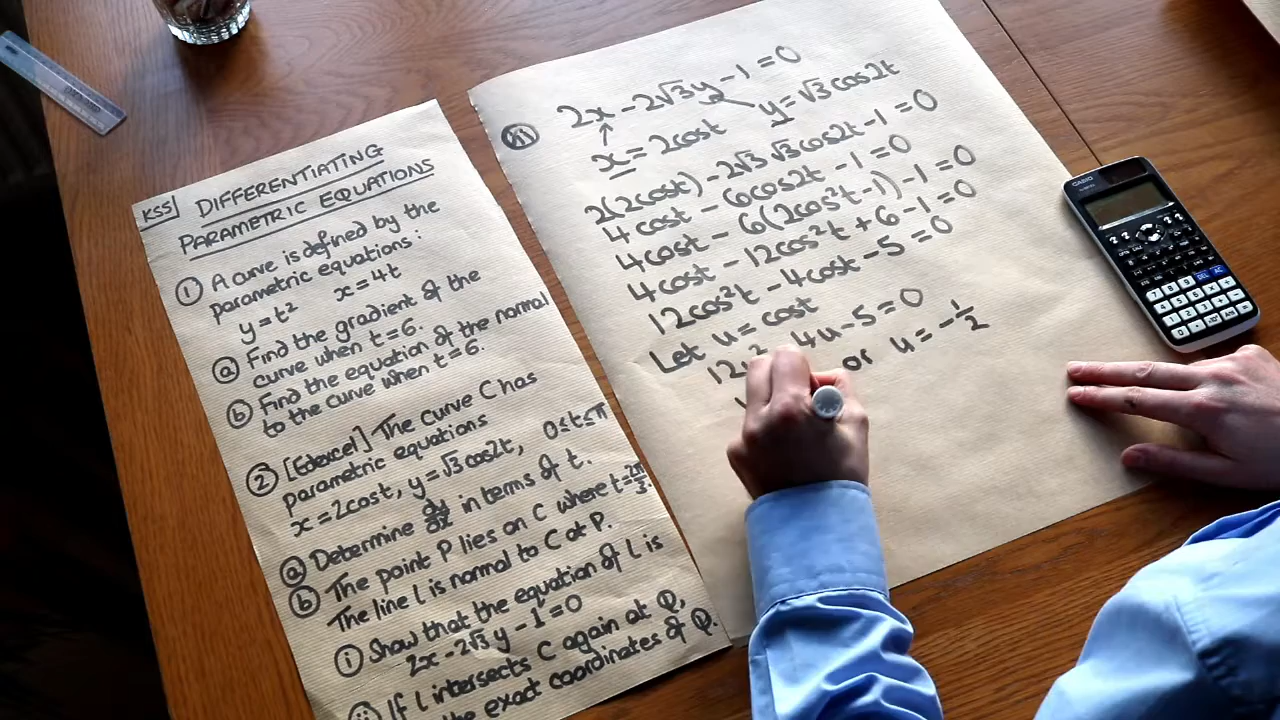 KS5
DIFFERENTIATING
PARAMETRIC EQUATIONS
① A curve is defined by the
parametric equations:
y = t² x = 4t
ⓐ Find the gradient of the
curve when t = 6.
ⓑ Find the equation of the normal
to the curve when t = 6.
② [Edexcel] The curve C has
parametric equations
x = 2cost, y = √3 cos2t, 0≤t≤π
ⓐ Determine dy/dx in terms of t.
ⓑ The point P lies on C where t = 2π/3.
The line l is normal to C at P.
ⓘ Show that the equation of l is
2x - 2√3y - 1 = 0
ⓘⓘ If l intersects C again at Q,
the exact coordinates of Q.
ⓘⓘ 2x - 2√3y - 1 = 0
x = 2cost y = √3 cos2t
2(2cost) - 2√3 √3cos2t - 1 = 0
4cost - 6cos2t - 1 = 0
4cost - 6(2cos²t - 1) - 1 = 0
4cost - 12cos²t + 6 - 1 = 0
12cos²t - 4cost - 5 = 0
Let u = cost
4u - 5 = 0
or u = -1/2
CASIO